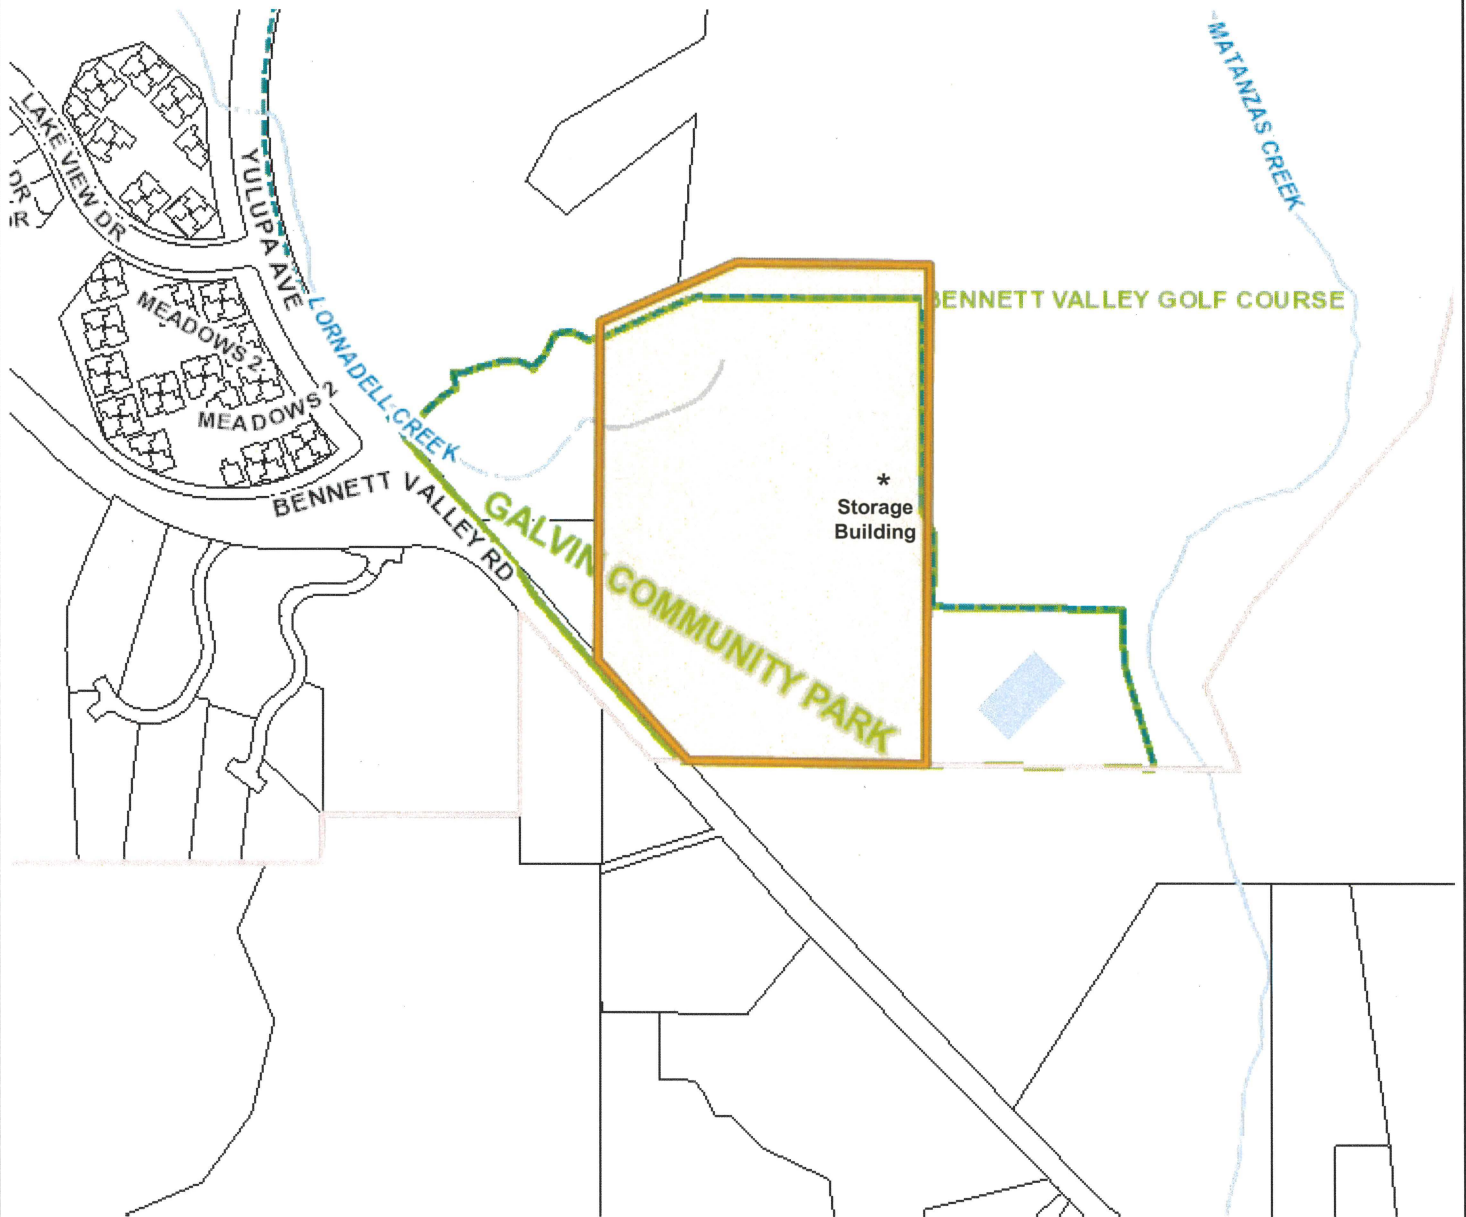 MATANZAS CREEK
LAKE VIEW DR
DR
YULUPA AVE
BENNETT VALLEY GOLF COURSE
MEADOWS 2
LORNADELL CREEK
MEADOWS 2
BENNETT VALLEY RD
*
Storage
Building
GALVIN COMMUNITY PARK